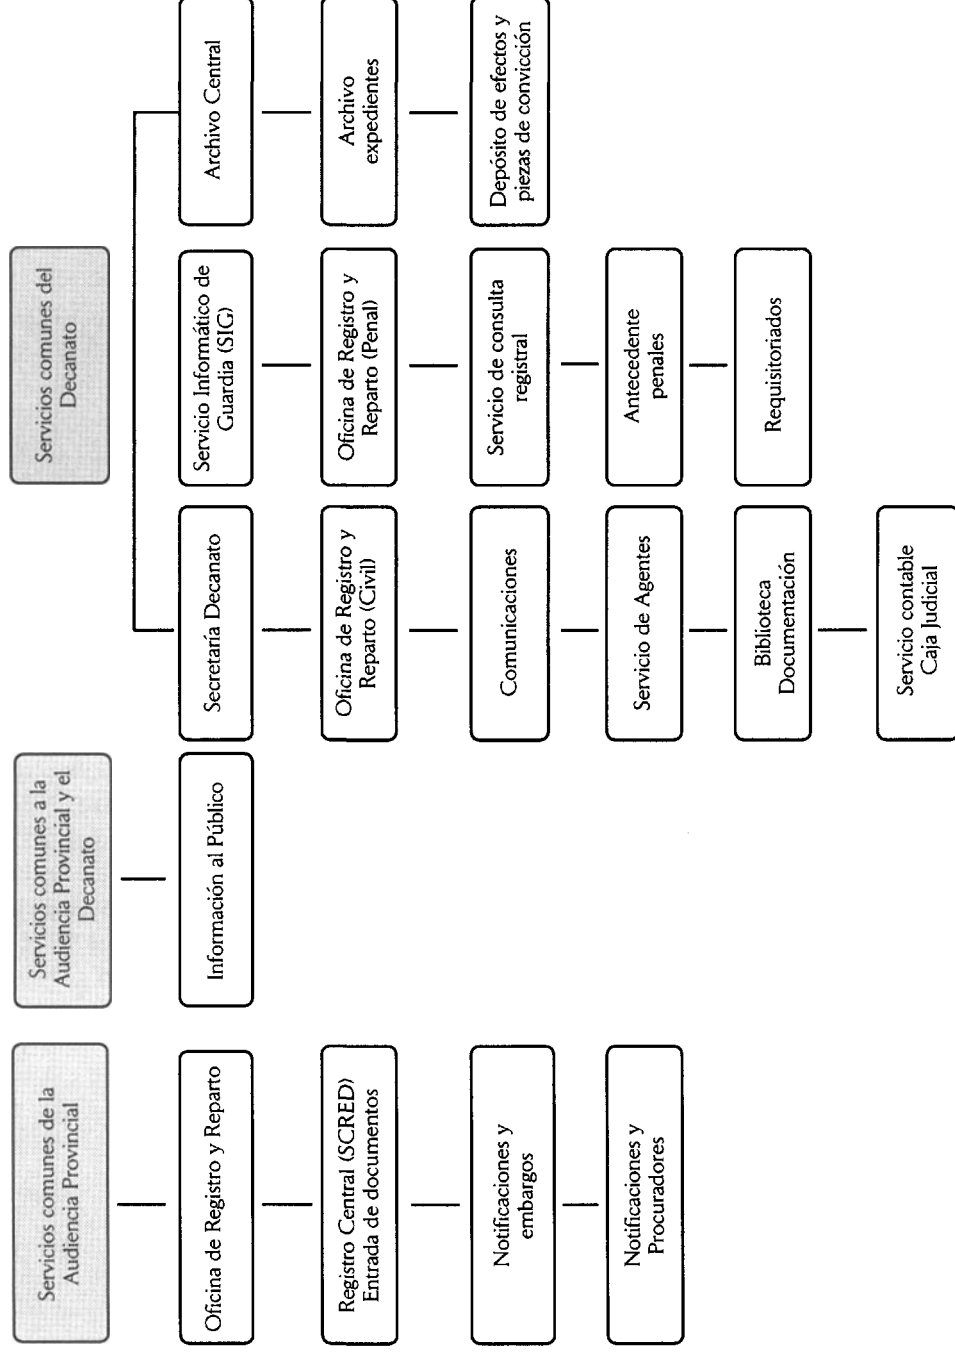 Servicios comunes de la
Audiencia Provincial
Oficina de Registro y Reparto
Registro Central (SCRED)
Entrada de documentos
Notificaciones y
embargos
Notificaciones y
Procuradores
Servicios comunes a la
Audiencia Provincial y el
Decanato
Información al Público
Servicios comunes del
Decanato
Secretaría Decanato
Oficina de Registro y
Reparto (Civil)
Comunicaciones
Servicio de Agentes
Biblioteca
Documentación
Servicio contable
Caja Judicial
Servicio Informático de
Guardia (SIG)
Oficina de Registro y
Reparto (Penal)
Servicio de consulta
registral
Antecedente
penales
Requisitoriados
Archivo Central
Archivo
expedientes
Depósito de efectos y
piezas de convicción